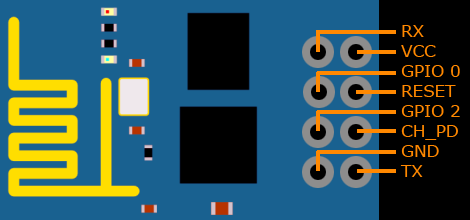 RX
VCC
GPIO 0
RESET
GPIO 2
CH_PD
GND
TX